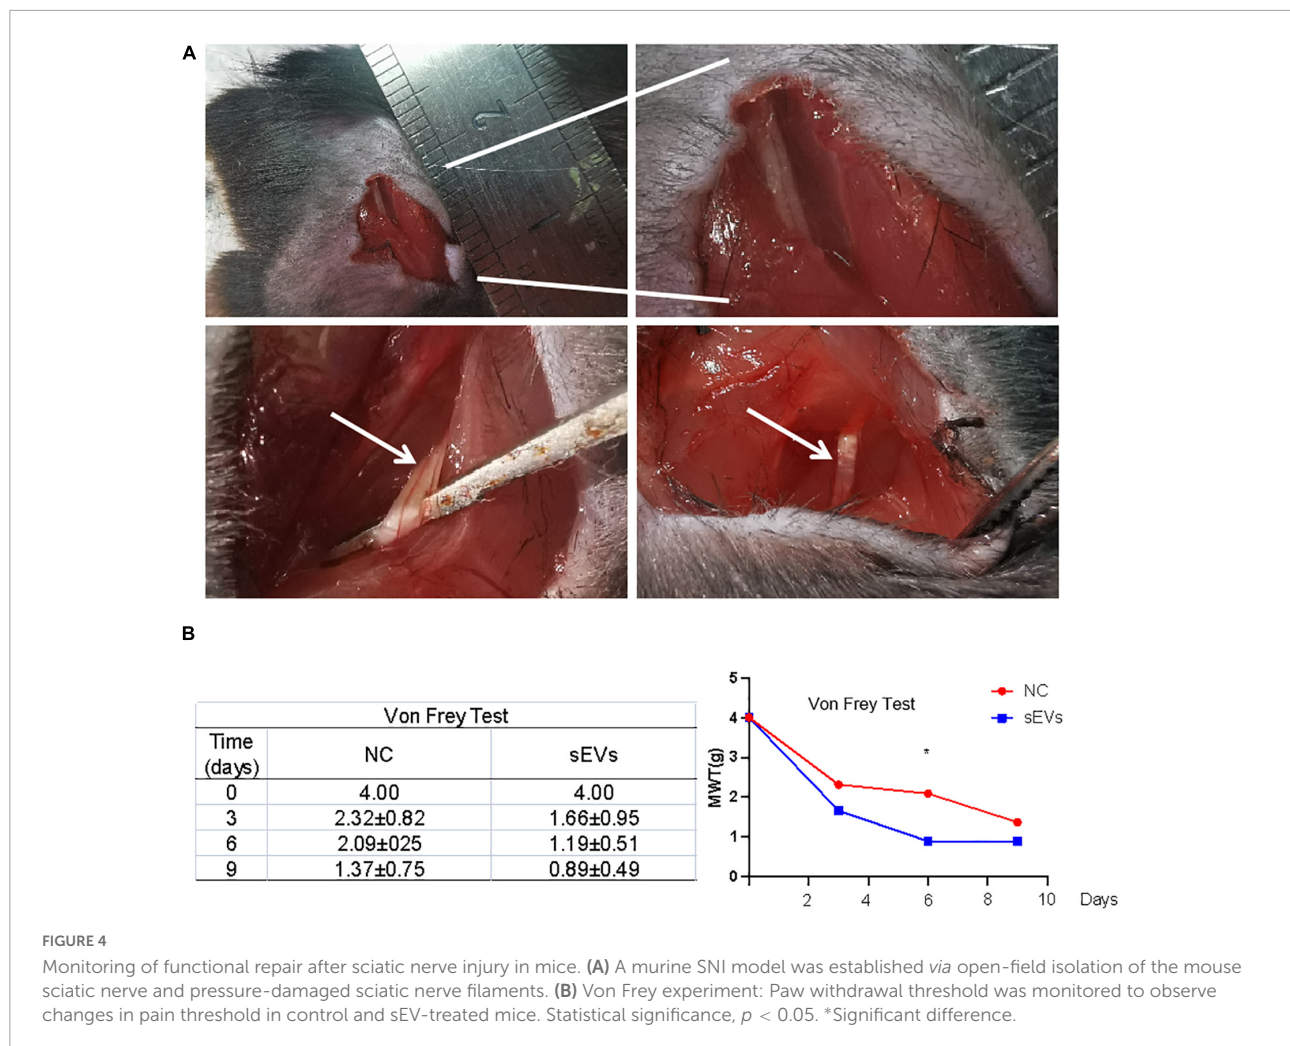 A
2
B
Von Frey Test
Time (days) NC sEVs
0 4.00 4.00
3 2.32±0.82 1.66±0.95
6 2.09±025 1.19±0.51
9 1.37±0.75 0.89±0.49
Von Frey Test
NC
sEVs
*
MWT(g)
5
4
3
2
1
0
2 4 6 8 10 Days
FIGURE 4
Monitoring of functional repair after sciatic nerve injury in mice. (A) A murine SNI model was established via open-field isolation of the mouse
sciatic nerve and pressure-damaged sciatic nerve filaments. (B) Von Frey experiment: Paw withdrawal threshold was monitored to observe
changes in pain threshold in control and sEV-treated mice. Statistical significance, p < 0.05. *Significant difference.